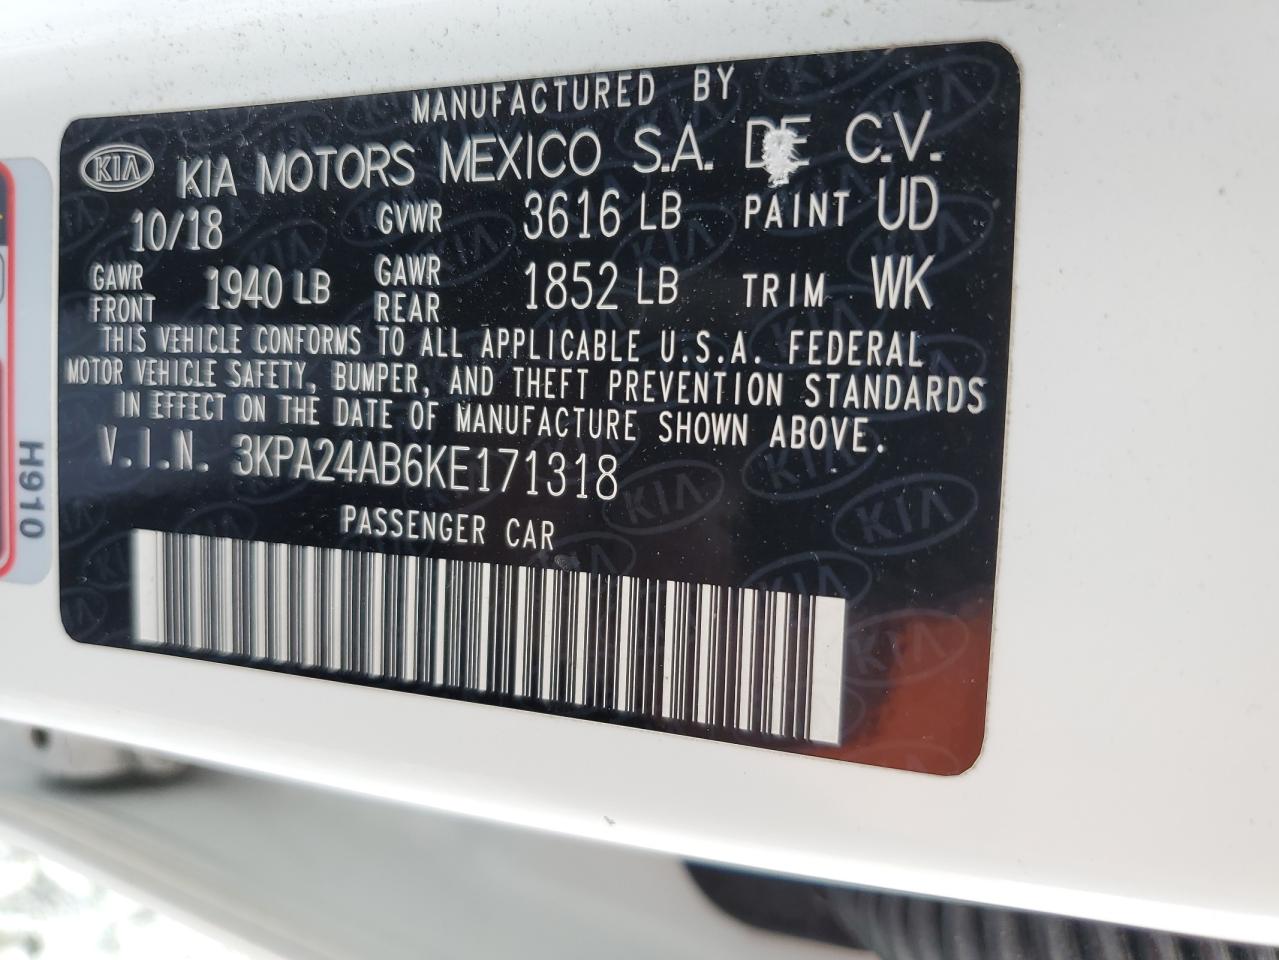 MANUFACTURED BY
KIA KIA MOTORS MEXICO S.A. DE C.V.
10/18 GVWR 3616 LB PAINT UD
GAWR FRONT 1940 LB GAWR REAR 1852 LB TRIM WK
THIS VEHICLE CONFORMS TO ALL APPLICABLE U.S.A. FEDERAL
MOTOR VEHICLE SAFETY, BUMPER, AND THEFT PREVENTION STANDARDS
IN EFFECT ON THE DATE OF MANUFACTURE SHOWN ABOVE.
V.I.N. 3KPA24AB6KE171318
PASSENGER CAR
H910